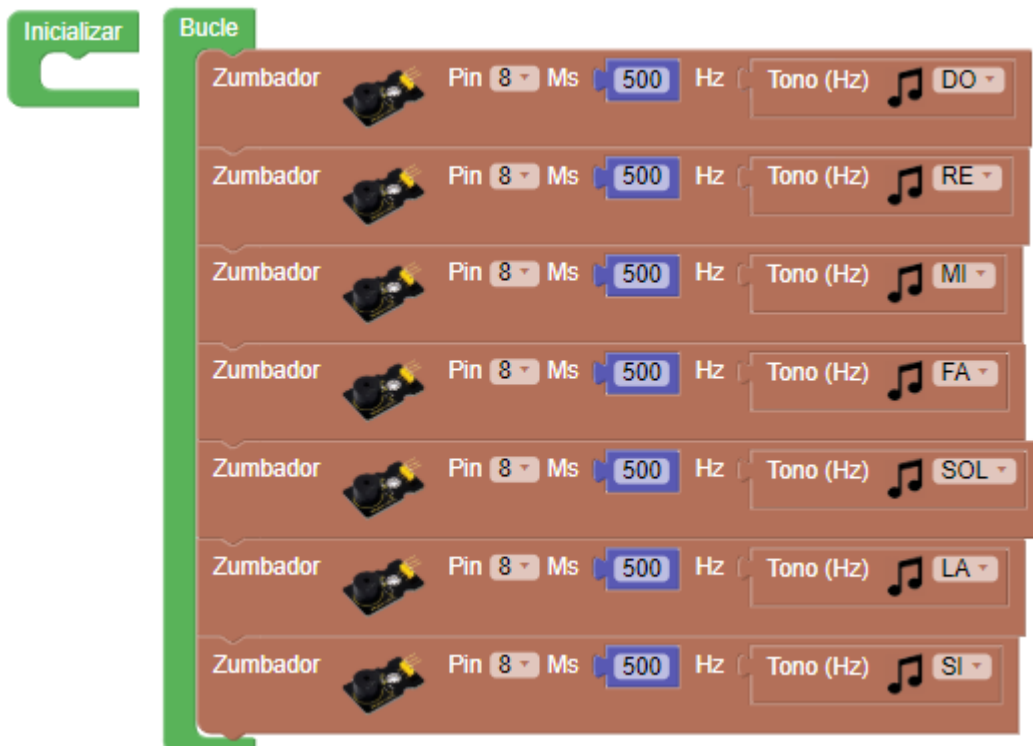 Inicializar
Bucle
Zumbador Pin 8 Ms 500 Hz Tono (Hz) DO
Zumbador Pin 8 Ms 500 Hz Tono (Hz) RE
Zumbador Pin 8 Ms 500 Hz Tono (Hz) MI
Zumbador Pin 8 Ms 500 Hz Tono (Hz) FA
Zumbador Pin 8 Ms 500 Hz Tono (Hz) SOL
Zumbador Pin 8 Ms 500 Hz Tono (Hz) LA
Zumbador Pin 8 Ms 500 Hz Tono (Hz) SI